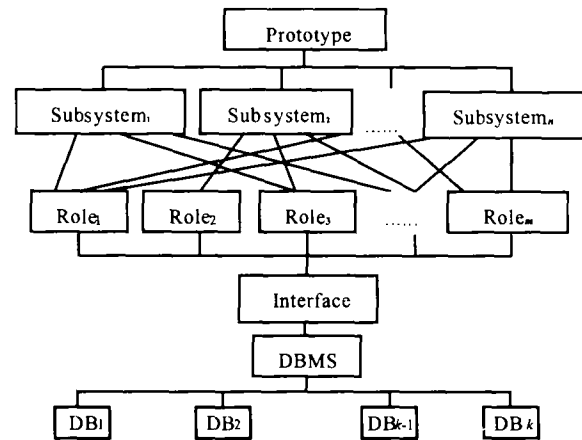 Prototype
Subsystem₁
Subsystem₂
......
Subsystemₙ
Role₁
Role₂
Role₃
......
Roleₘ
Interface
DBMS
DB₁
DB₂
DBₖ₋₁
DBₖ